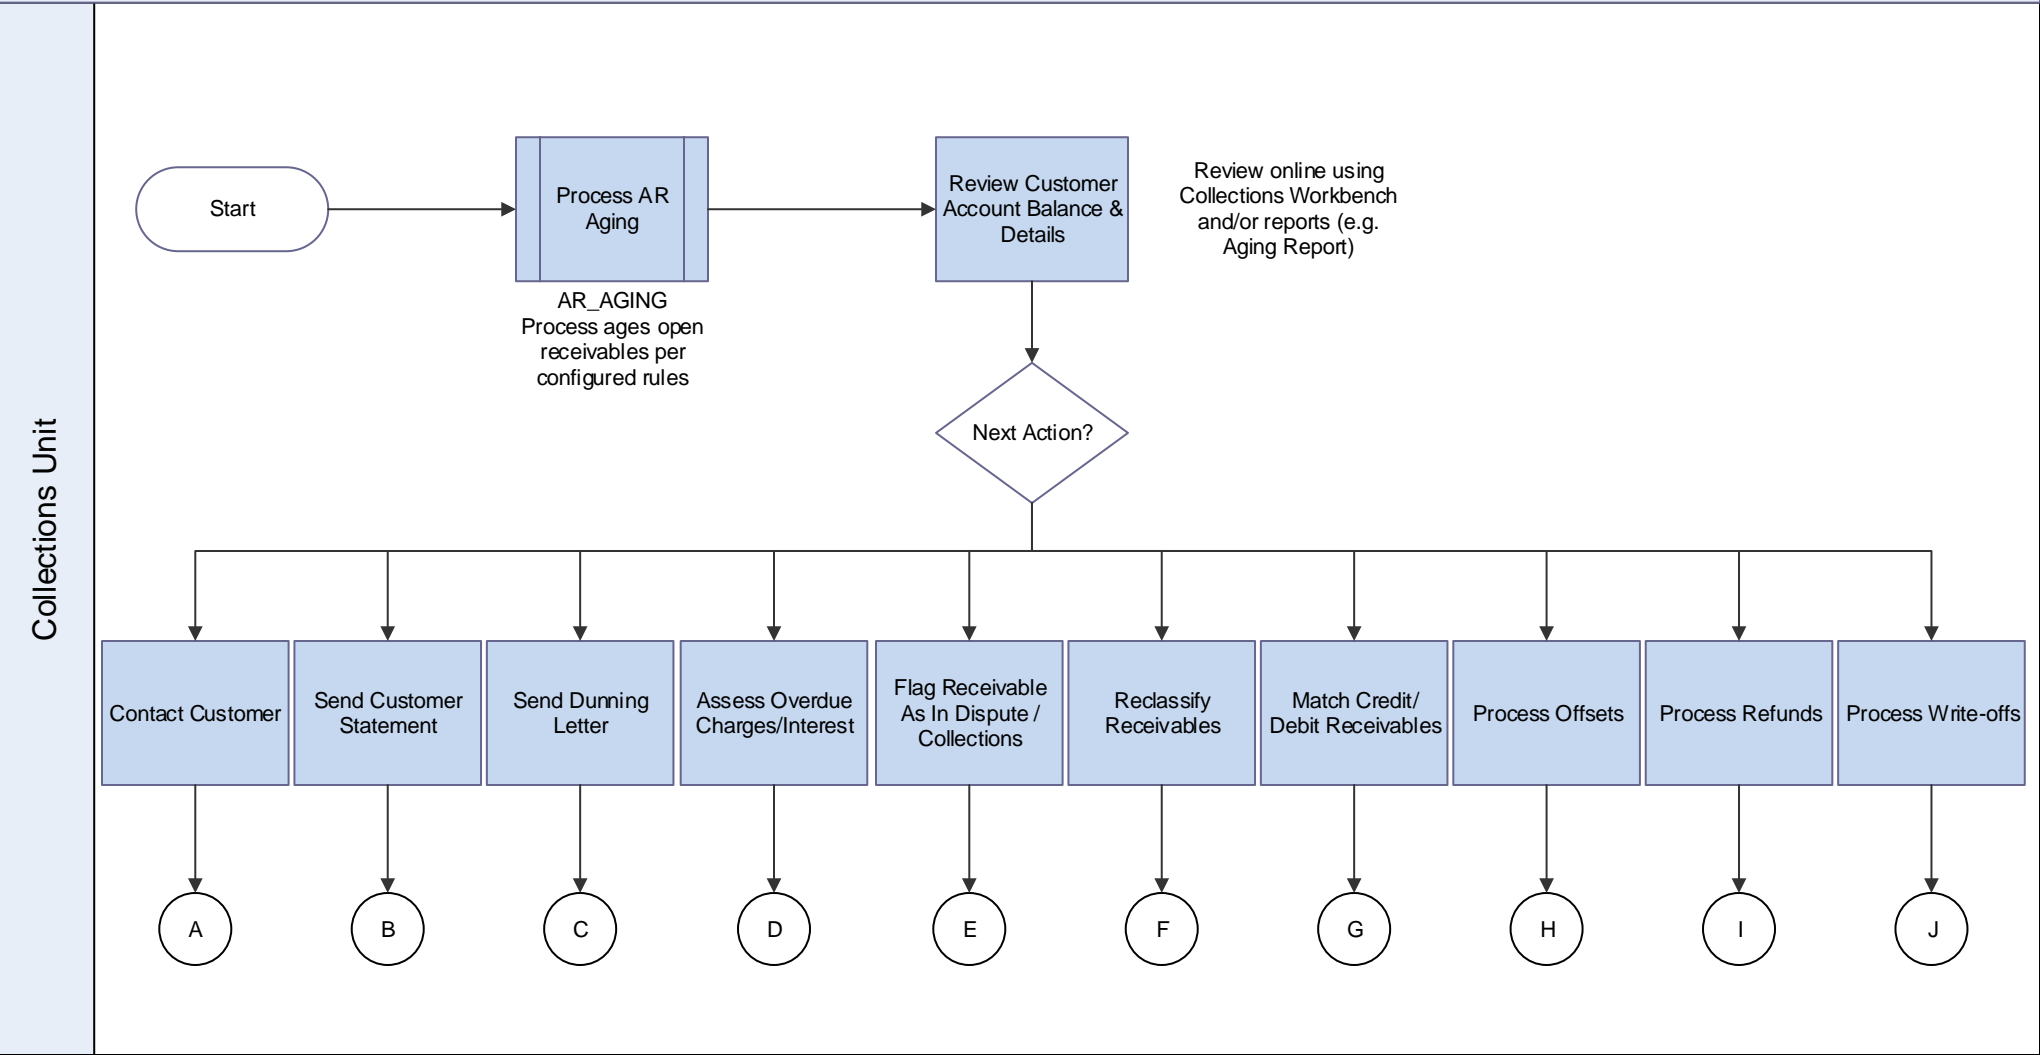 Collections Unit
Start
Process AR
Aging
AR_AGING
Process ages open
receivables per
configured rules
Review Customer
Account Balance &
Details
Review online using
Collections Workbench
and/or reports (e.g.
Aging Report)
Next Action?
Contact Customer
Send Customer
Statement
Send Dunning
Letter
Assess Overdue
Charges/Interest
Flag Receivable
As In Dispute /
Collections
Reclassify
Receivables
Match Credit/
Debit Receivables
Process Offsets
Process Refunds
Process Write-offs
A
B
C
D
E
F
G
H
I
J